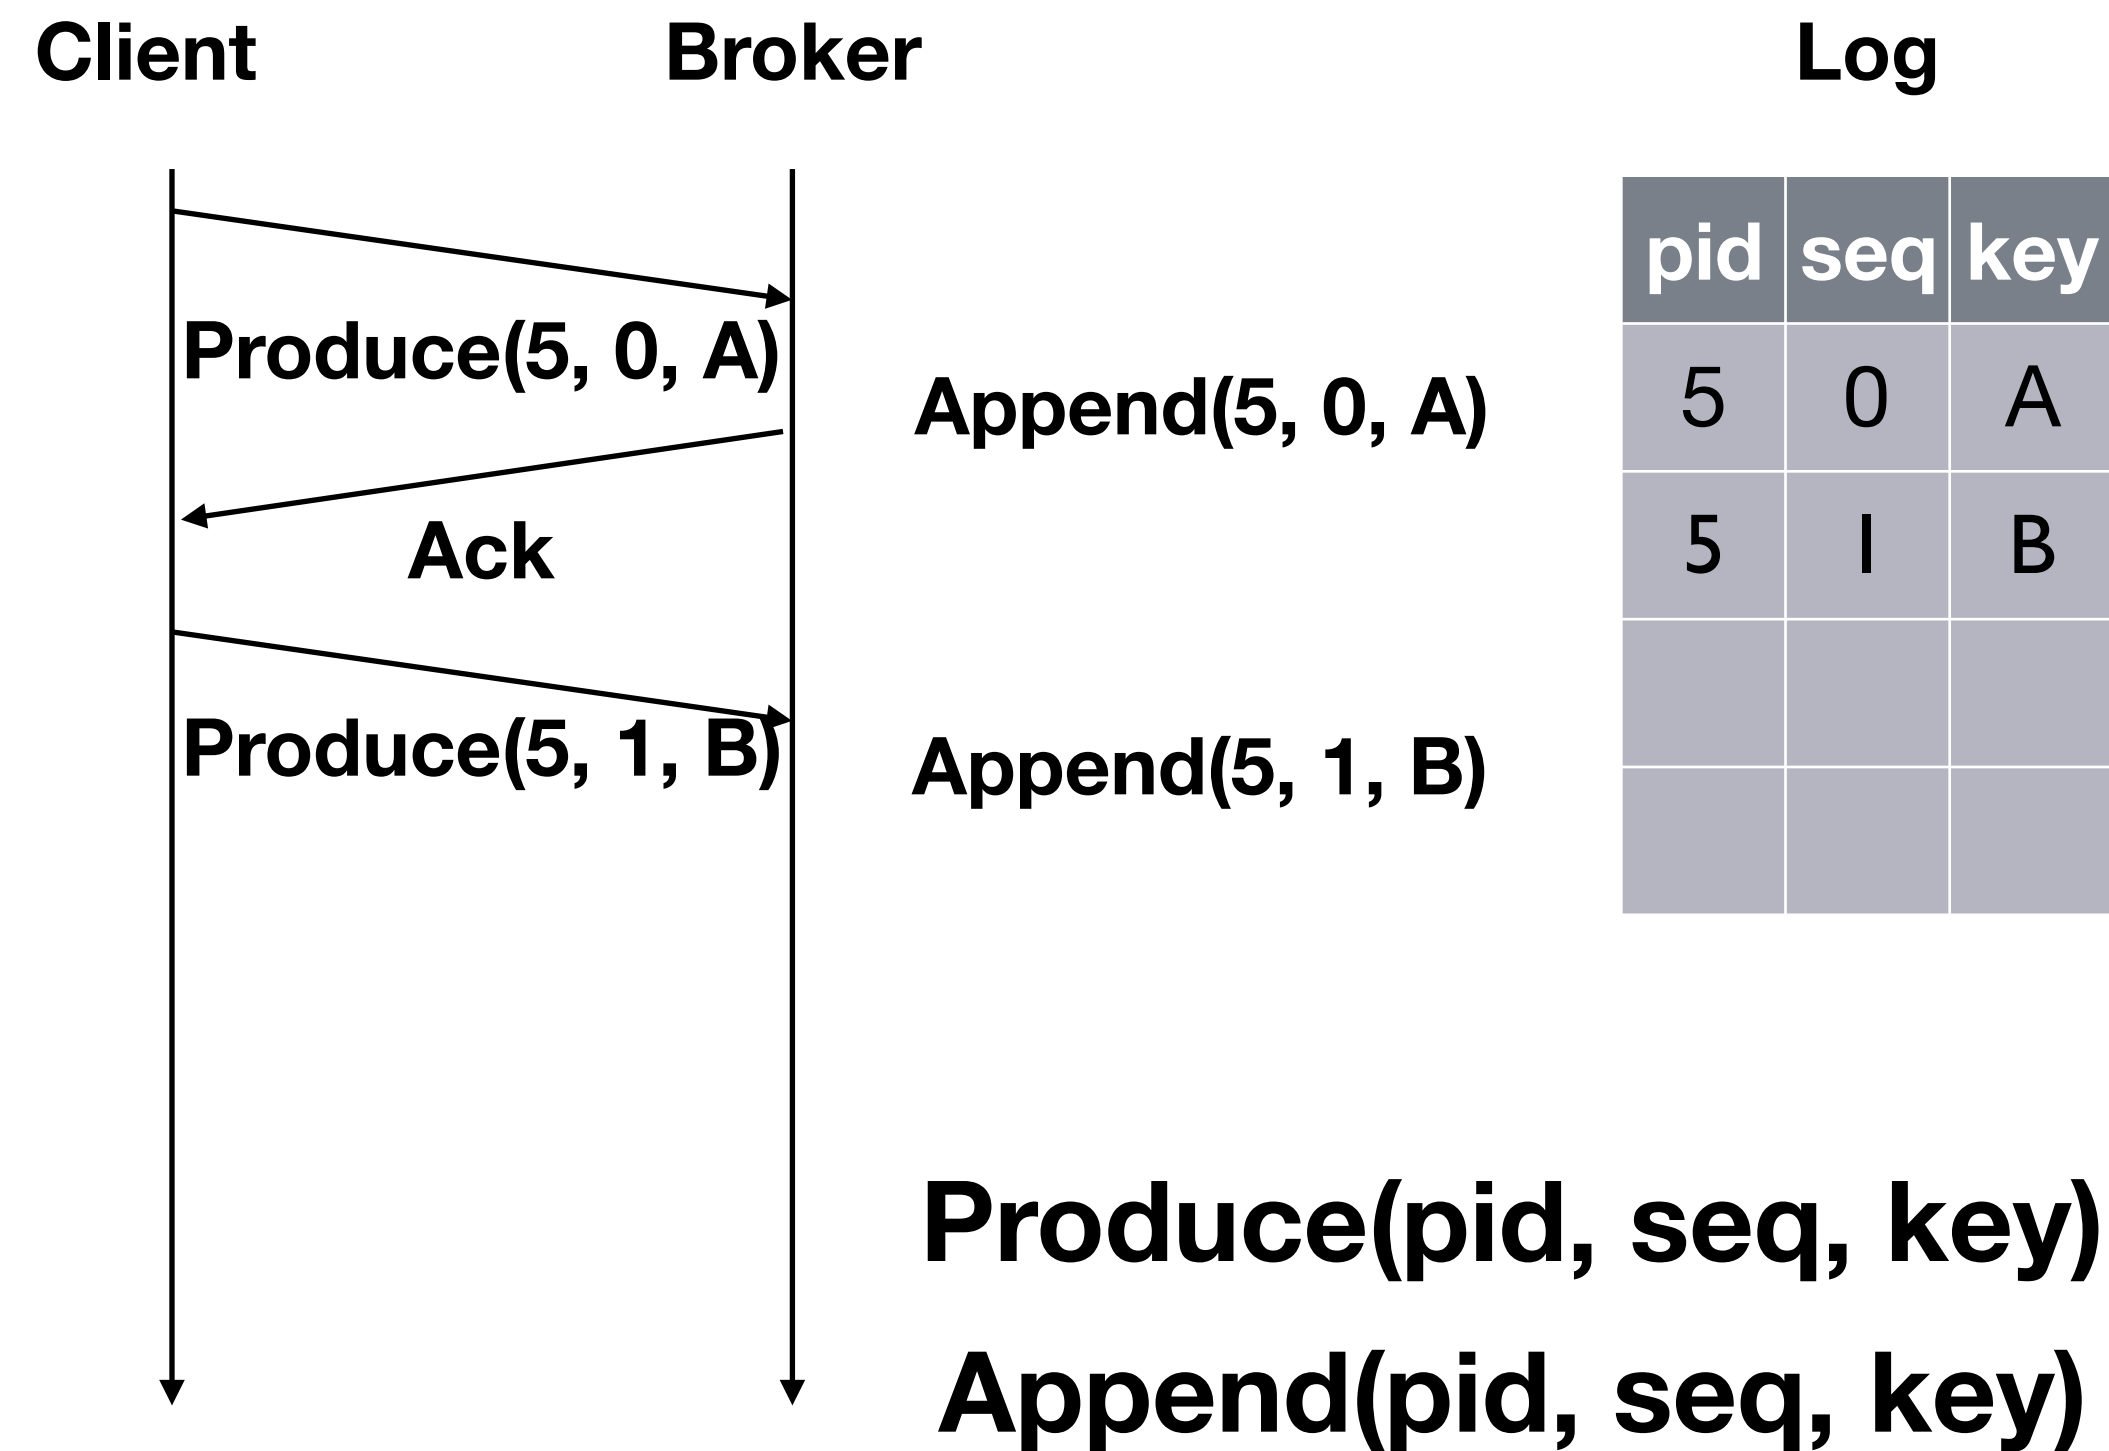 Client Broker Log
pid seq key
Produce(5, 0, A)
Append(5, 0, A)
5 0 A
Ack
5 1 B
Produce(5, 1, B)
Append(5, 1, B)
Produce(pid, seq, key)
Append(pid, seq, key)